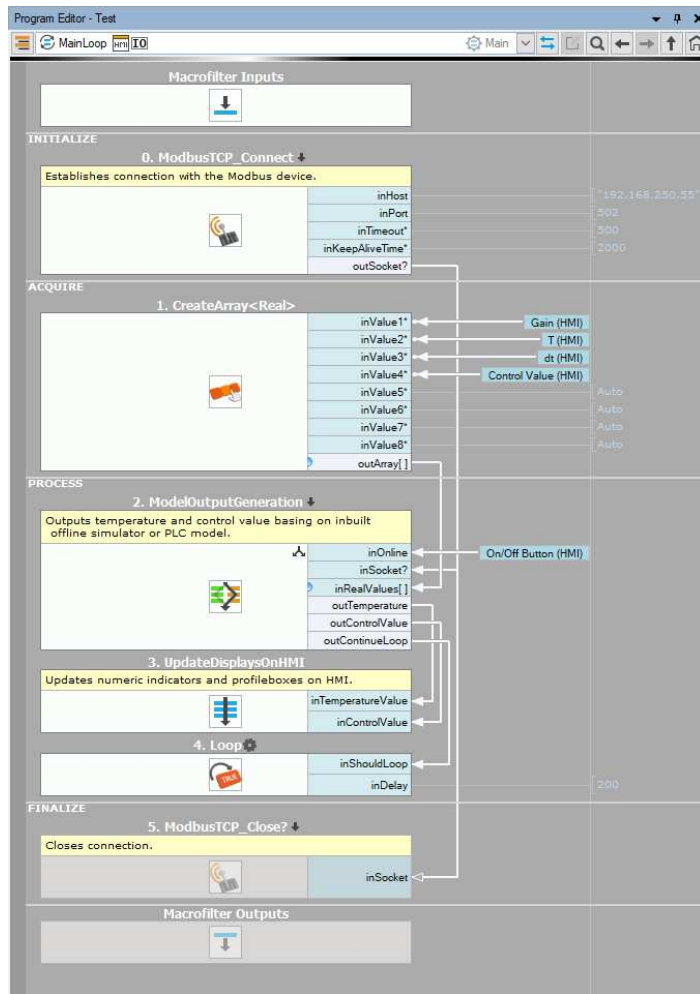 Program Editor - Test
MainLoop HMI IO Main
Macrofilter Inputs
INITIALIZE
0. ModbusTCP_Connect
Establishes connection with the Modbus device.
inHost "192.168.250.55"
inPort 502
inTimeout* 500
inKeepAliveTime* 2000
outSocket?
ACQUIRE
1. CreateArray<Real>
inValue1* Gain (HMI)
inValue2* T (HMI)
inValue3* dt (HMI)
inValue4* Control Value (HMI)
inValue5* Auto
inValue6* Auto
inValue7* Auto
inValue8* Auto
outArray[]
PROCESS
2. ModelOutputGeneration
Outputs temperature and control value basing on inbuilt
offline simulator or PLC model.
inOnline On/Off Button (HMI)
inSocket?
inRealValues[]
outTemperature
outControlValue
outContinueLoop
3. UpdateDisplaysOnHMI
Updates numeric indicators and profileboxes on HMI.
inTemperatureValue
inControlValue
4. Loop
TRUE
inShouldLoop
inDelay 200
FINALIZE
5. ModbusTCP_Close?
Closes connection.
inSocket
Macrofilter Outputs